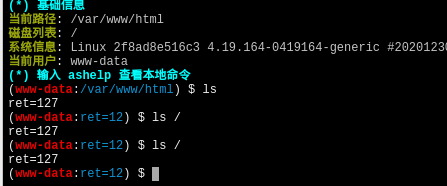 (*) 基础信息
当前路径: /var/www/html
磁盘列表: /
系统信息: Linux 2f8ad8e516c3 4.19.164-0419164-generic #20201230
当前用户: www-data
(*) 输入 ashelp 查看本地命令
(www-data:/var/www/html) $ ls
ret=127
(www-data:ret=12) $ ls /
ret=127
(www-data:ret=12) $ ls /
ret=127
(www-data:ret=12) $